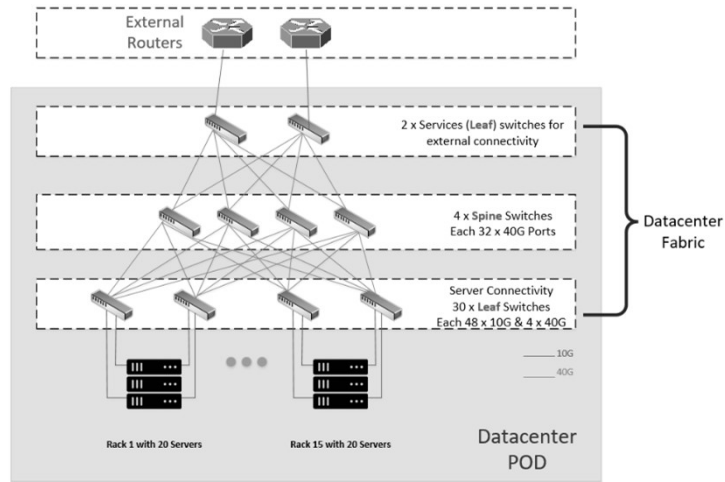 External
Routers
2 x Services (Leaf) switches for
external connectivity
4 x Spine Switches
Each 32 x 40G Ports
Datacenter
Fabric
Server Connectivity
30 x Leaf Switches
Each 48 x 10G & 4 x 40G
10G
40G
Rack 1 with 20 Servers
Rack 15 with 20 Servers
Datacenter
POD